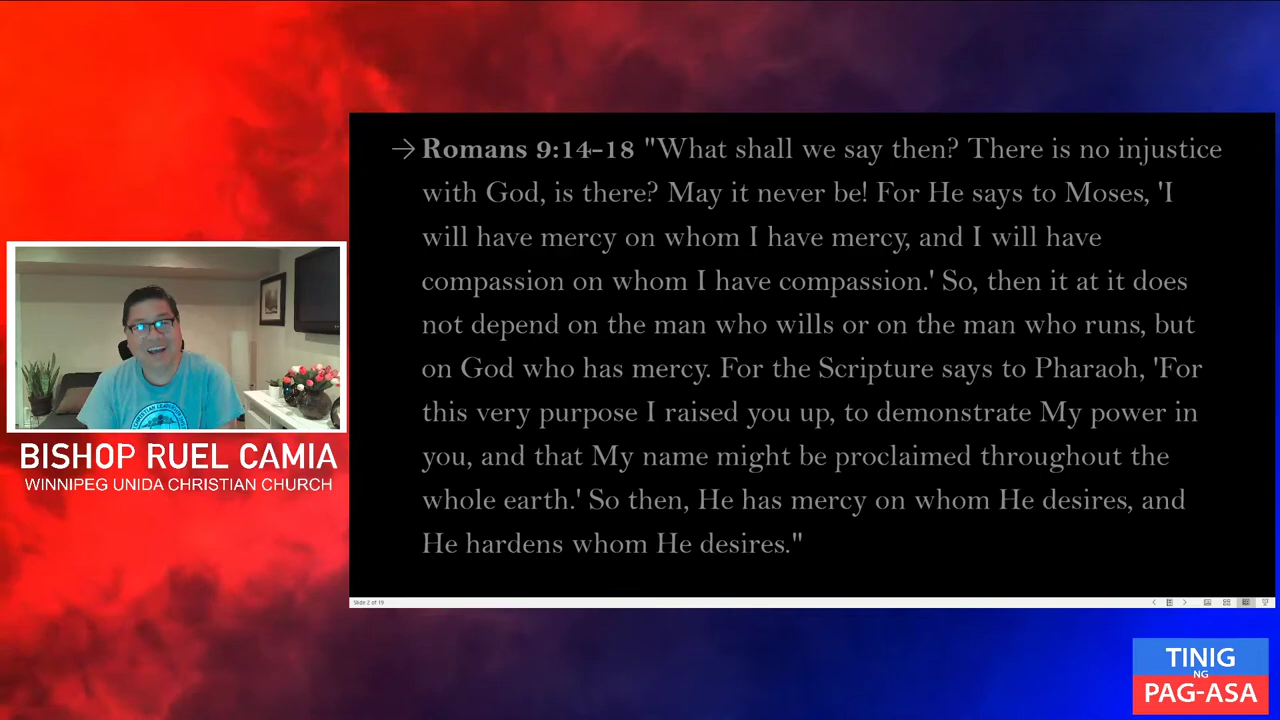 → Romans 9:14–18 "What shall we say then? There is no injustice
with God, is there? May it never be! For He says to Moses, 'I
will have mercy on whom I have mercy, and I will have
compassion on whom I have compassion.' So, then it at it does
not depend on the man who wills or on the man who runs, but
on God who has mercy. For the Scripture says to Pharaoh, 'For
this very purpose I raised you up, to demonstrate My power in
you, and that My name might be proclaimed throughout the
whole earth.' So then, He has mercy on whom He desires, and
He hardens whom He desires."
Slide 2 of 19
BISHOP RUEL CAMIA
WINNIPEG UNIDA CHRISTIAN CHURCH
TINIG
NG
PAG-ASA